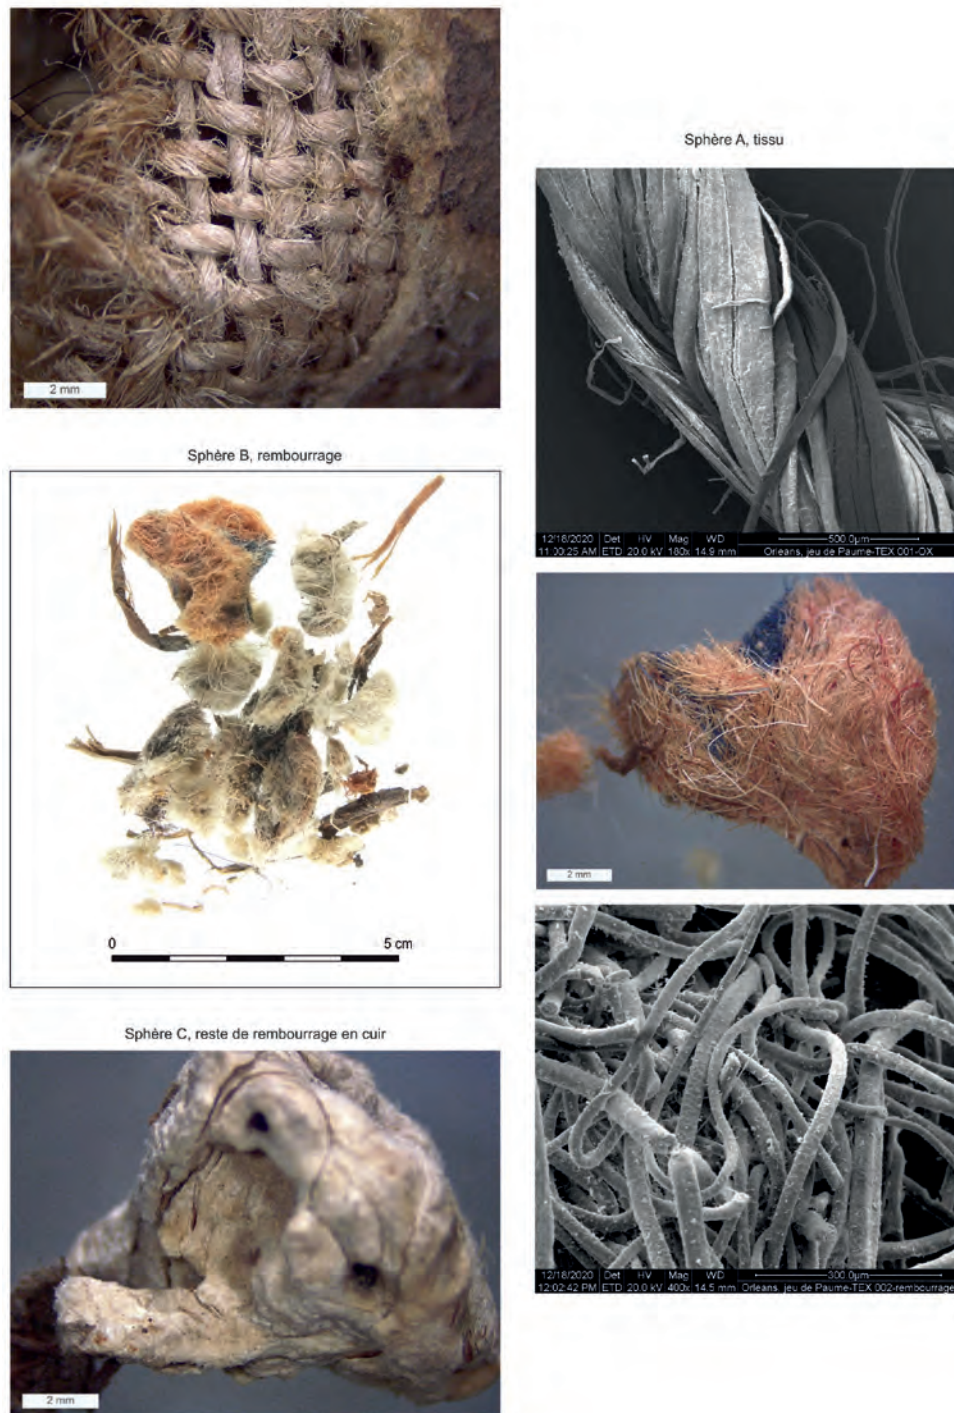 2 mm
Sphère A, tissu
12/18/2020 Det HV Mag WD 500.0µm
11:00:25 AM ETD 20.0 kV 180x 14.9 mm Orleans, jeu de Paume-TEX 001-OX
Sphère B, rembourrage
0 5 cm
2 mm
Sphère C, reste de rembourrage en cuir
2 mm
12/18/2020 Det HV Mag WD 300.0µm
12:02:42 PM ETD 20.0 kV 400x 14.5 mm Orleans, jeu de Paume-TEX 002-rembourrage